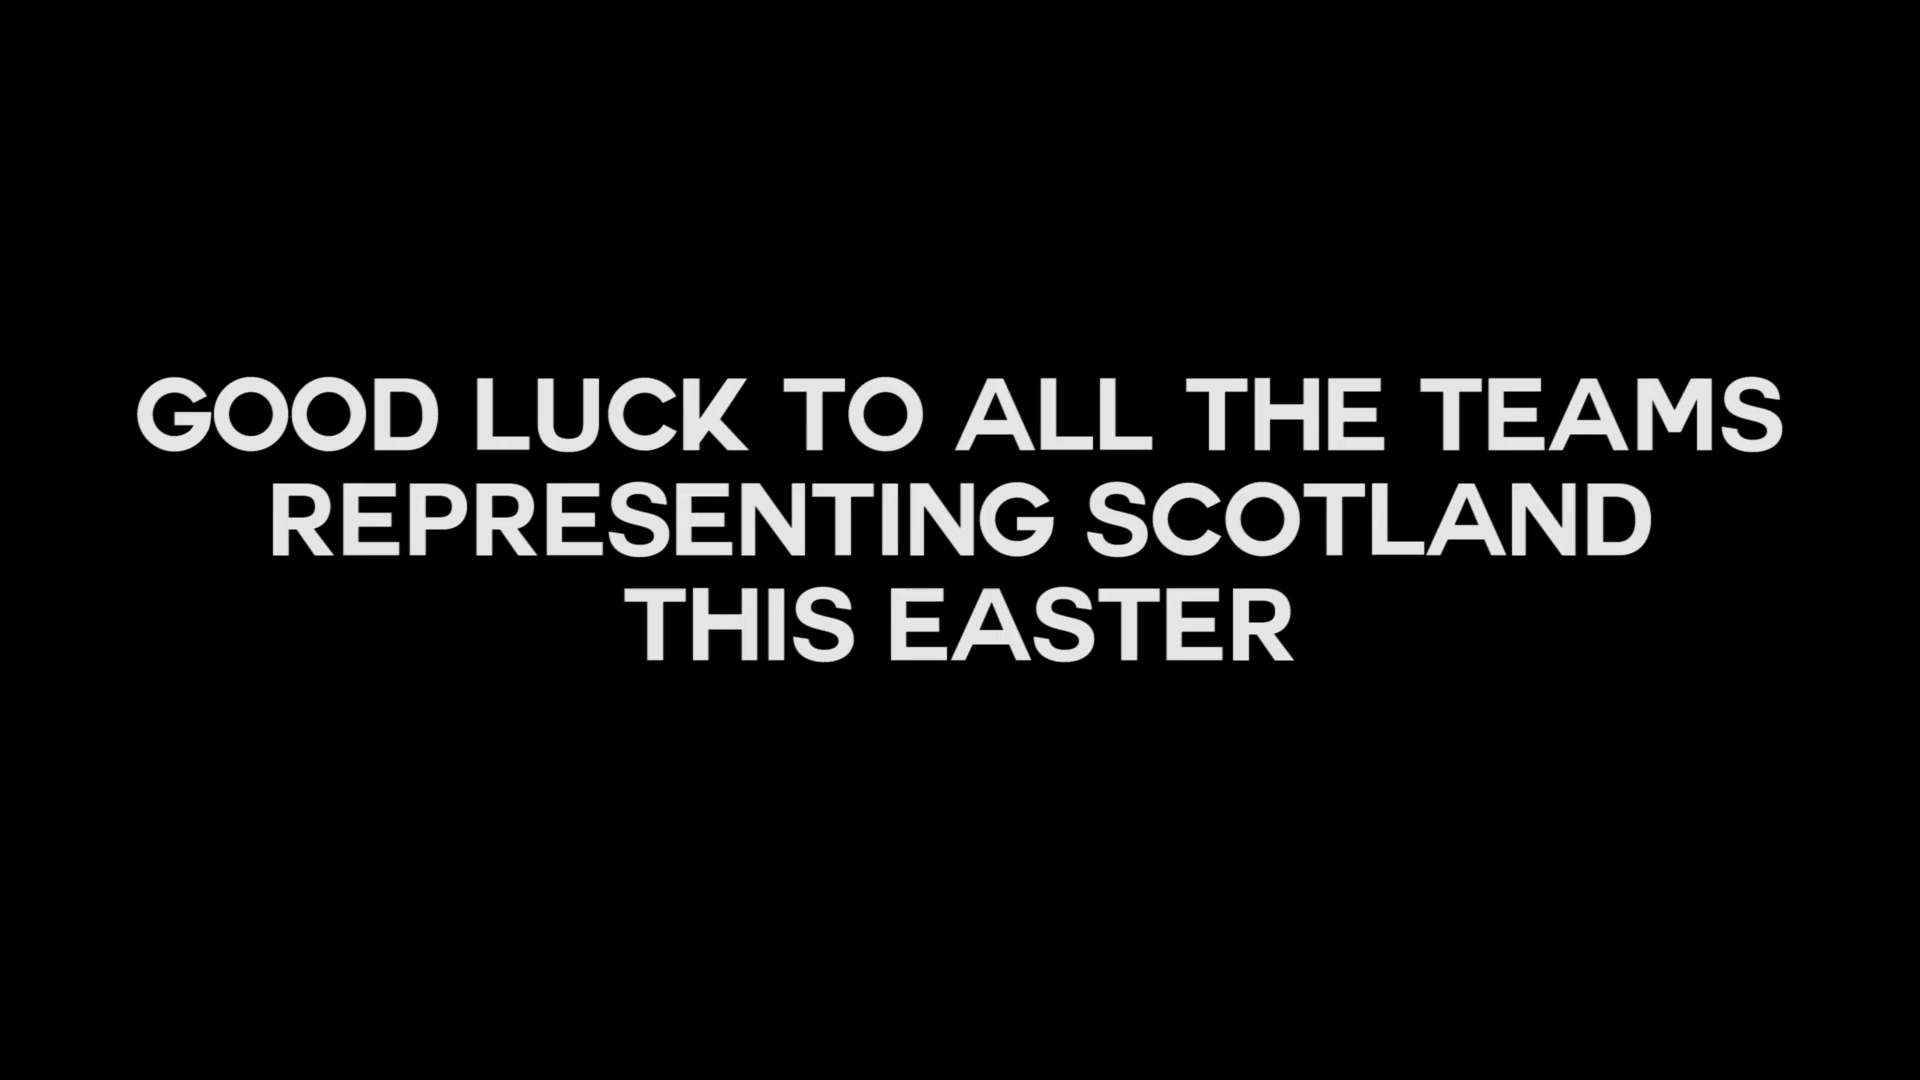 GOOD LUCK TO ALL THE TEAMS
REPRESENTING SCOTLAND
THIS EASTER